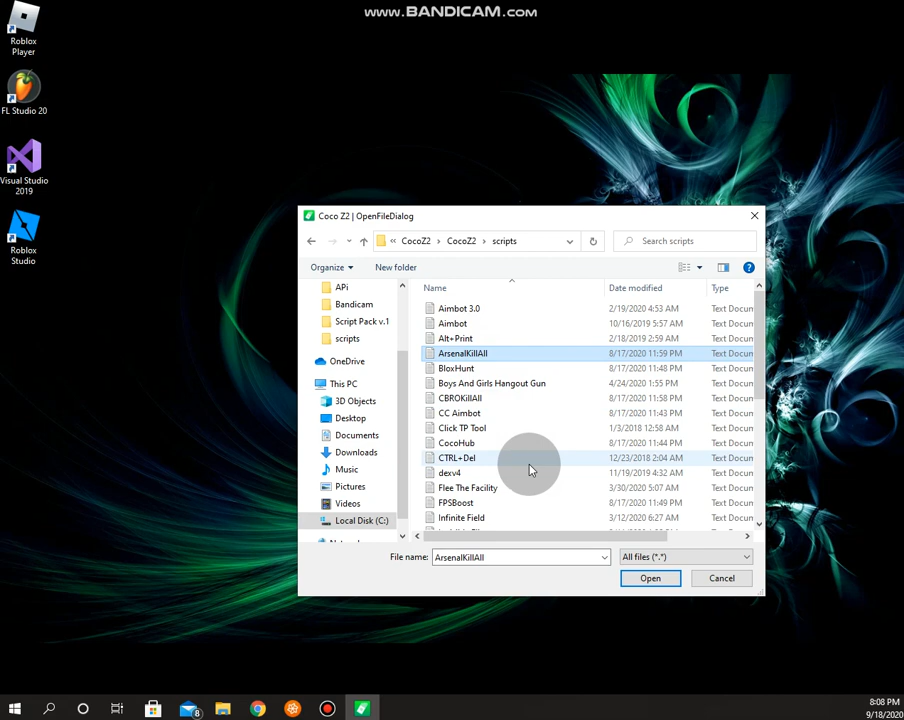 WWW.BANDICAM.COM
Roblox
Player
FL Studio 20
Visual Studio
2019
Roblox
Studio
Coco Z2 | OpenFileDialog
« CocoZ2 › CocoZ2 › scripts
Search scripts
Organize
New folder
Name
Date modified
Type
APi
Bandicam
Script Pack v.1
scripts
OneDrive
This PC
3D Objects
Desktop
Documents
Downloads
Music
Pictures
Videos
Local Disk (C:)
Aimbot 3.0 2/19/2020 4:53 AM Text Docum
Aimbot 10/16/2019 5:57 AM Text Docum
Alt+Print 2/18/2019 2:59 AM Text Docum
ArsenalKillAll 8/17/2020 11:59 PM Text Docum
BloxHunt 8/17/2020 11:48 PM Text Docum
Boys And Girls Hangout Gun 4/24/2020 1:55 PM Text Docum
CBROKillAll 8/17/2020 11:58 PM Text Docum
CC Aimbot 8/17/2020 11:43 PM Text Docum
Click TP Tool 1/3/2018 12:58 AM Text Docum
CocoHub 8/17/2020 11:44 PM Text Docum
CTRL+Del 12/23/2018 2:04 AM Text Docum
dexv4 11/19/2019 4:32 AM Text Docum
Flee The Facility 3/30/2020 5:07 AM Text Docum
FPSBoost 8/17/2020 11:49 PM Text Docum
Infinite Field 3/12/2020 6:27 AM Text Docum
File name: ArsenalKillAll
All files (*.*)
Open
Cancel
8
8:08 PM
9/18/2020